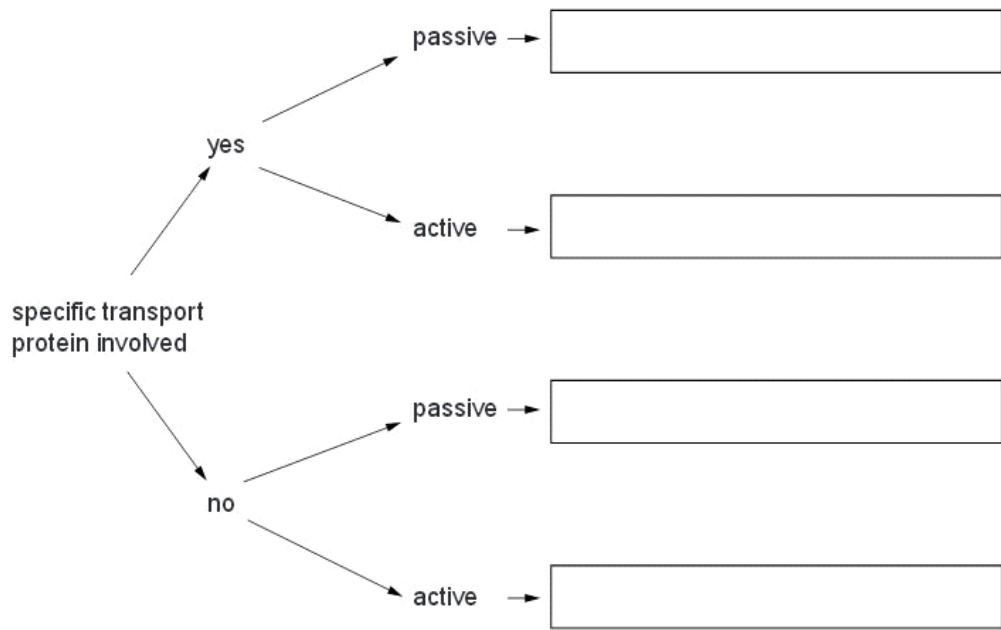 passive
yes
active
specific transport
protein involved
passive
no
active